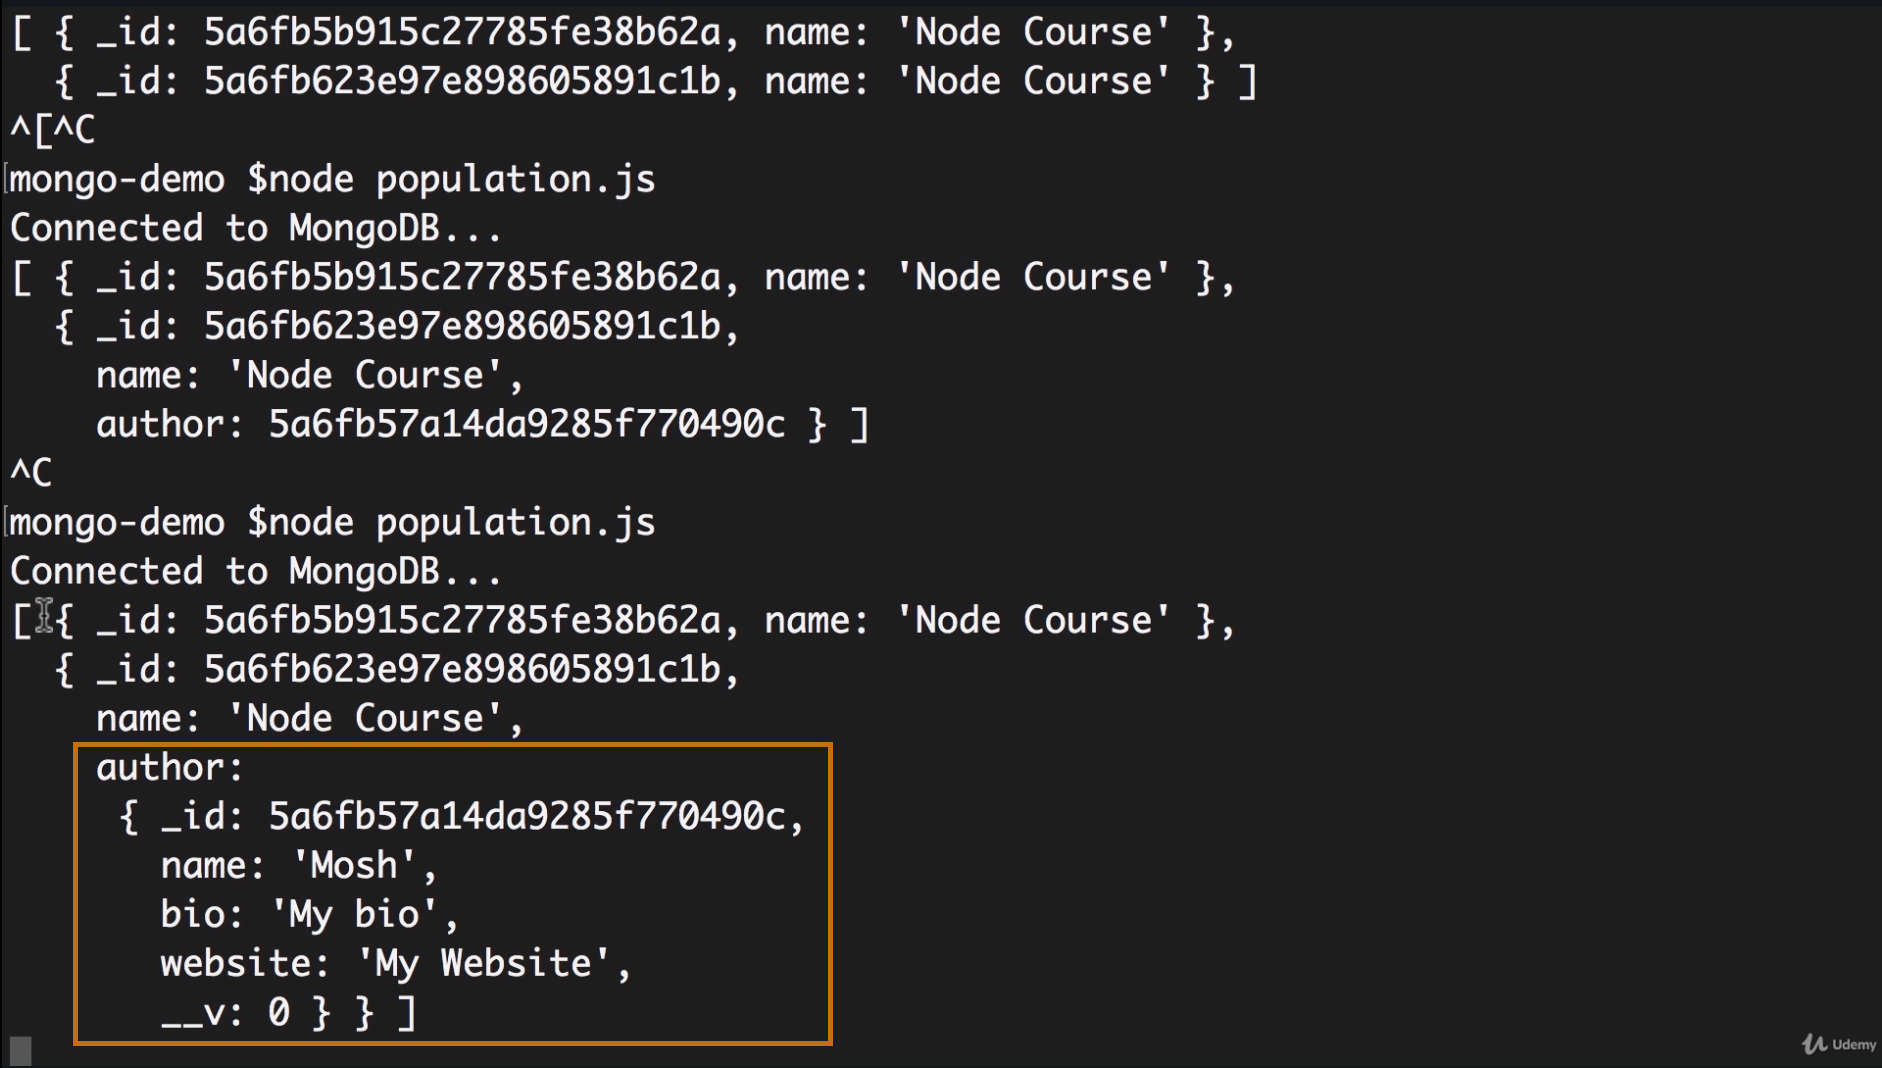 [ { _id: 5a6fb5b915c27785fe38b62a, name: 'Node Course' },
  { _id: 5a6fb623e97e898605891c1b, name: 'Node Course' } ]
^[^C
[mongo-demo $node population.js
Connected to MongoDB...
[ { _id: 5a6fb5b915c27785fe38b62a, name: 'Node Course' },
  { _id: 5a6fb623e97e898605891c1b,
    name: 'Node Course',
    author: 5a6fb57a14da9285f770490c } ]
^C
[mongo-demo $node population.js
Connected to MongoDB...
[ { _id: 5a6fb5b915c27785fe38b62a, name: 'Node Course' },
  { _id: 5a6fb623e97e898605891c1b,
    name: 'Node Course',
    author:
     { _id: 5a6fb57a14da9285f770490c,
       name: 'Mosh',
       bio: 'My bio',
       website: 'My Website',
       __v: 0 } } ]
Udemy